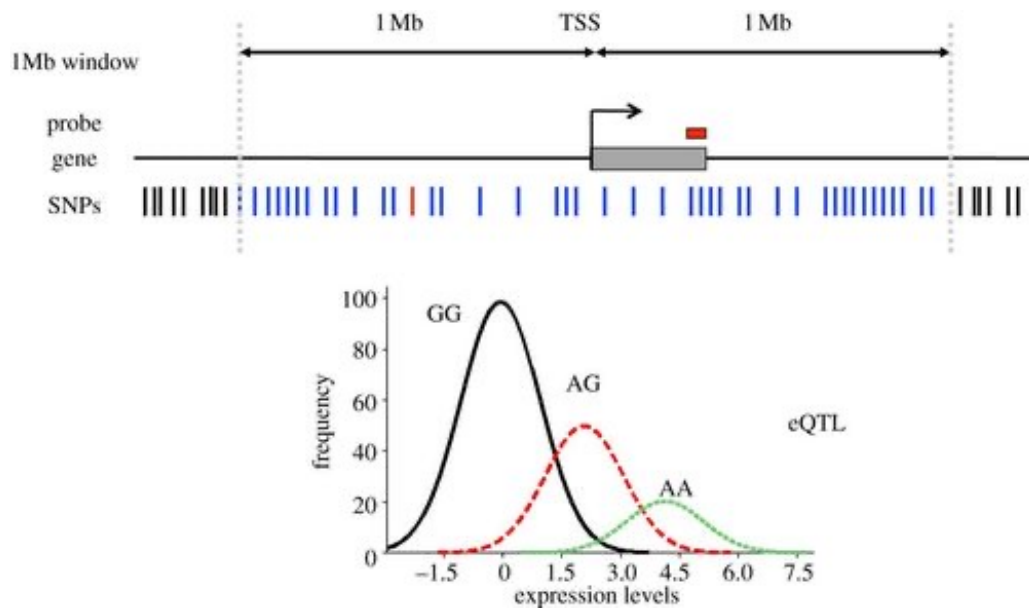 1 Mb TSS 1 Mb
1Mb window
probe
gene
SNPs
100
80
60
40
20
0
frequency
GG
AG
AA
eQTL
–1.5 0 1.5 3.0 4.5 6.0 7.5
expression levels